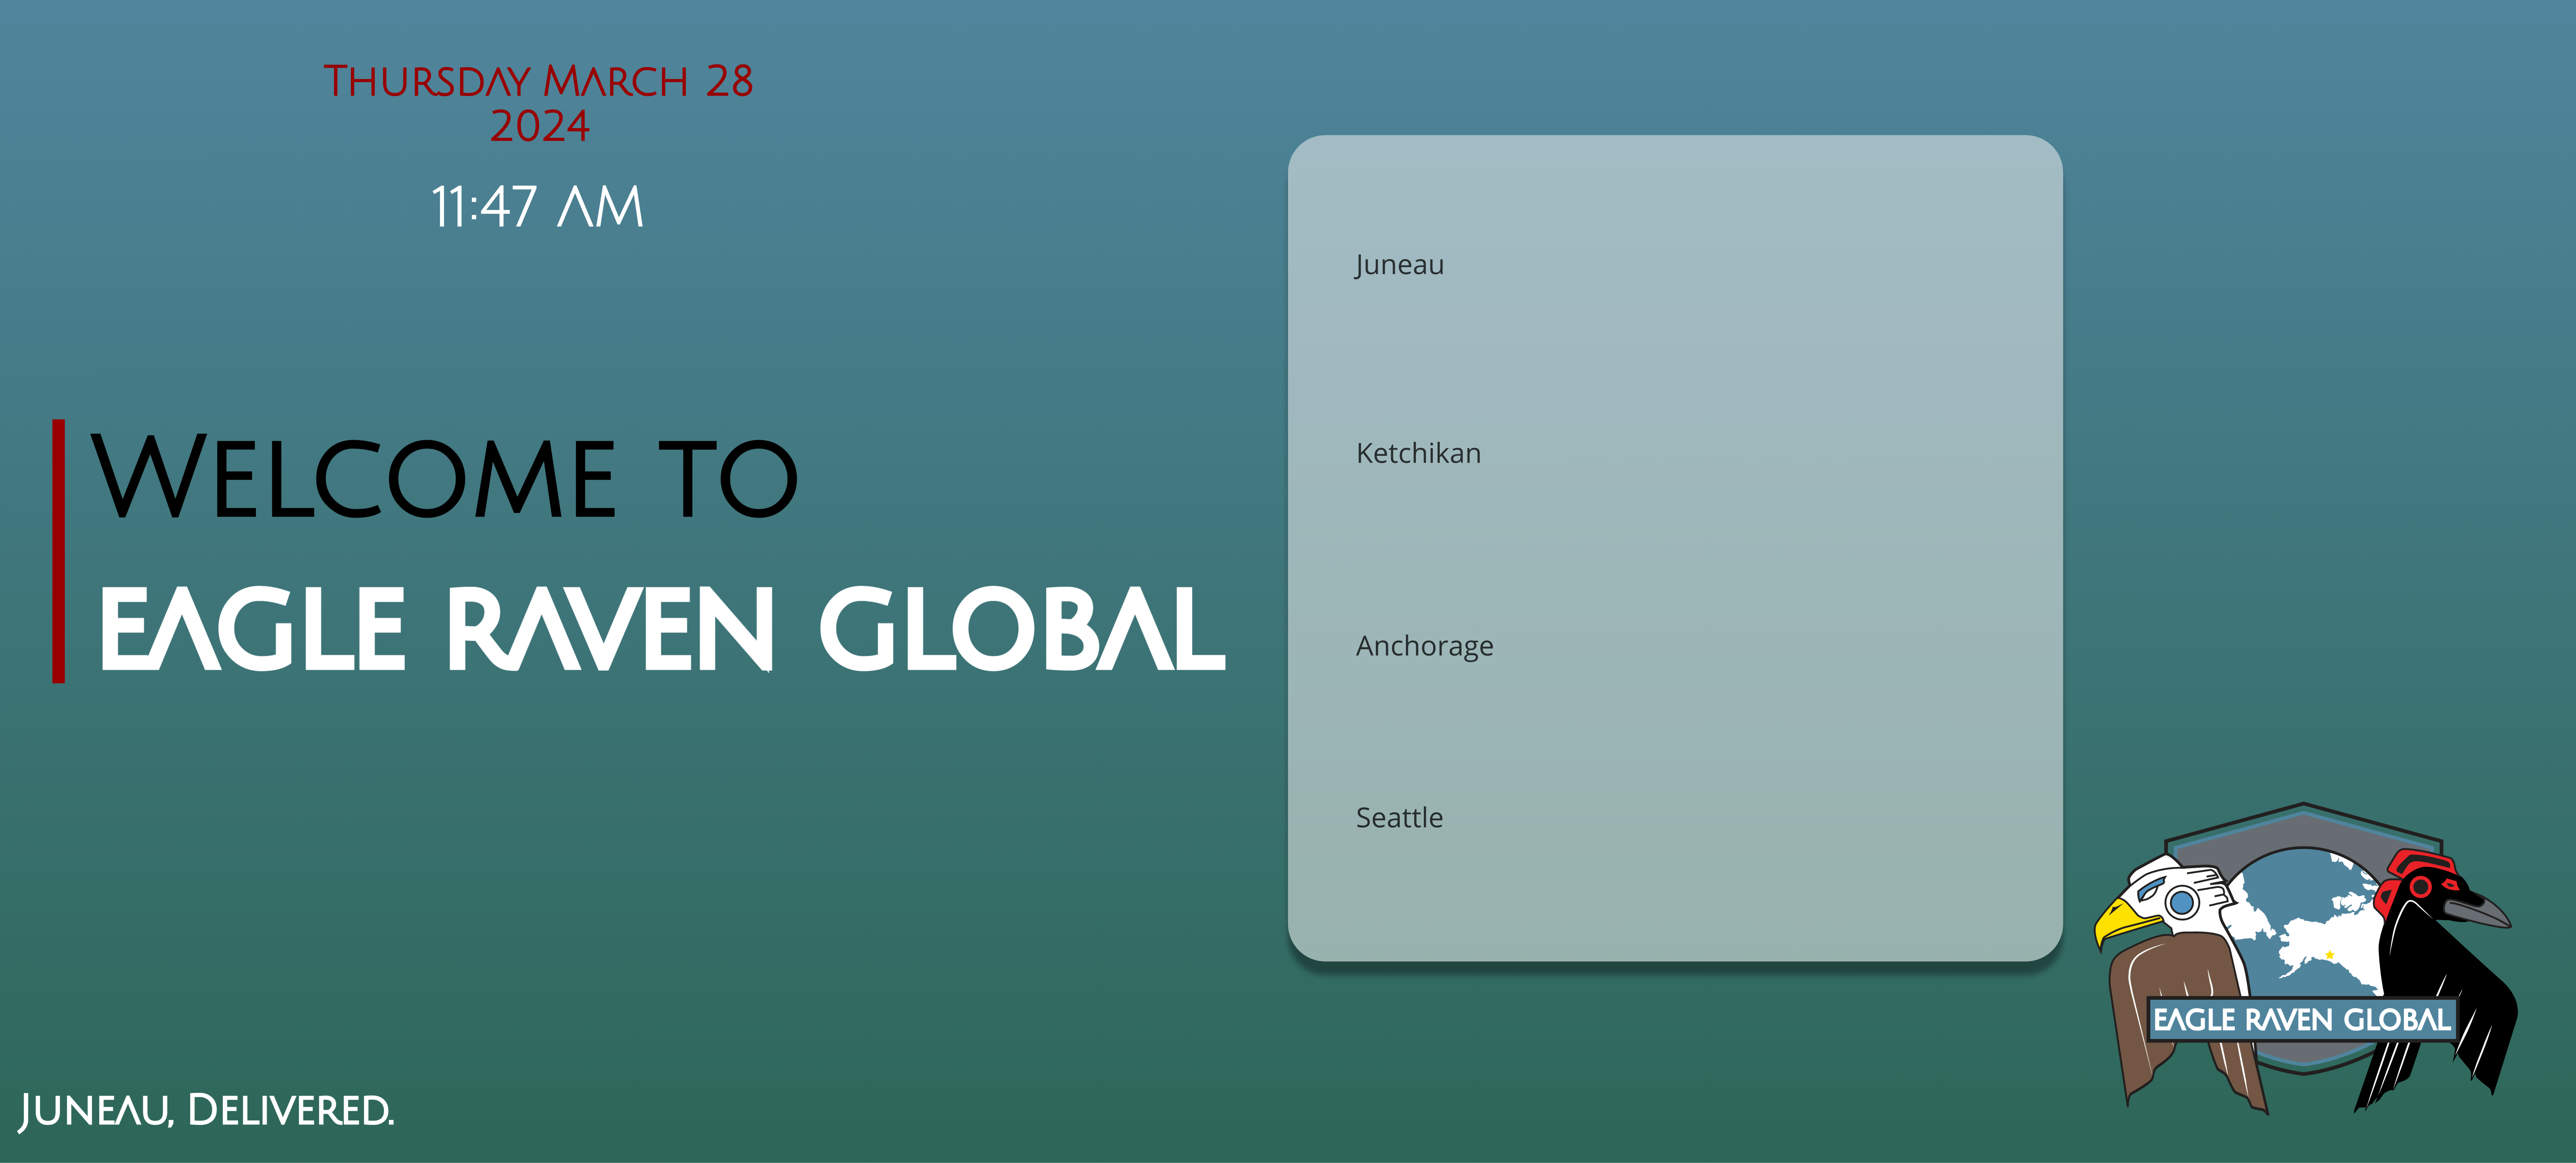 Thursday March 28
2024
11:47 AM
Welcome to
EAGLE RAVEN GLOBAL
Juneau
Ketchikan
Anchorage
Seattle
EAGLE RAVEN GLOBAL
Juneau, Delivered.